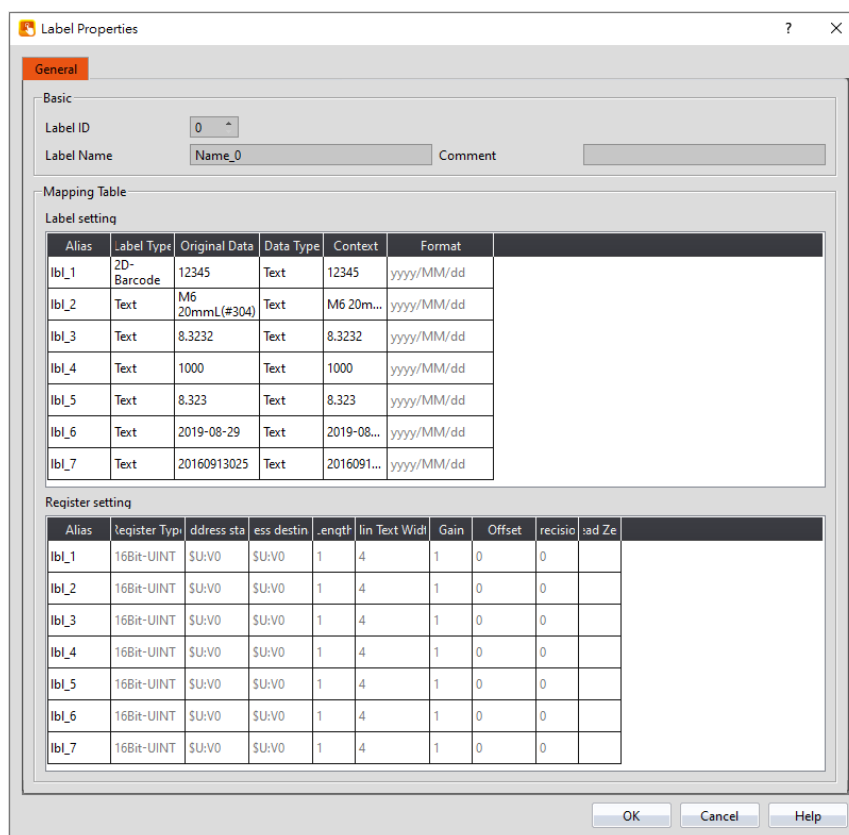 Label Properties ?
General
Basic
Label ID 0
Label Name Name_0 Comment
Mapping Table
Label setting
Alias Label Type Original Data Data Type Context Format
lbl_1 2D-Barcode 12345 Text 12345 yyyy/MM/dd
lbl_2 Text M6 20mmL(#304) Text M6 20m... yyyy/MM/dd
lbl_3 Text 8.3232 Text 8.3232 yyyy/MM/dd
lbl_4 Text 1000 Text 1000 yyyy/MM/dd
lbl_5 Text 8.323 Text 8.323 yyyy/MM/dd
lbl_6 Text 2019-08-29 Text 2019-08... yyyy/MM/dd
lbl_7 Text 20160913025 Text 2016091... yyyy/MM/dd
Register setting
Alias Register Typ ddress sta ess destin Length lin Text Widt Gain Offset recisio ad Ze
lbl_1 16Bit-UINT $U:V0 $U:V0 1 4 1 0 0
lbl_2 16Bit-UINT $U:V0 $U:V0 1 4 1 0 0
lbl_3 16Bit-UINT $U:V0 $U:V0 1 4 1 0 0
lbl_4 16Bit-UINT $U:V0 $U:V0 1 4 1 0 0
lbl_5 16Bit-UINT $U:V0 $U:V0 1 4 1 0 0
lbl_6 16Bit-UINT $U:V0 $U:V0 1 4 1 0 0
lbl_7 16Bit-UINT $U:V0 $U:V0 1 4 1 0 0
OK Cancel Help